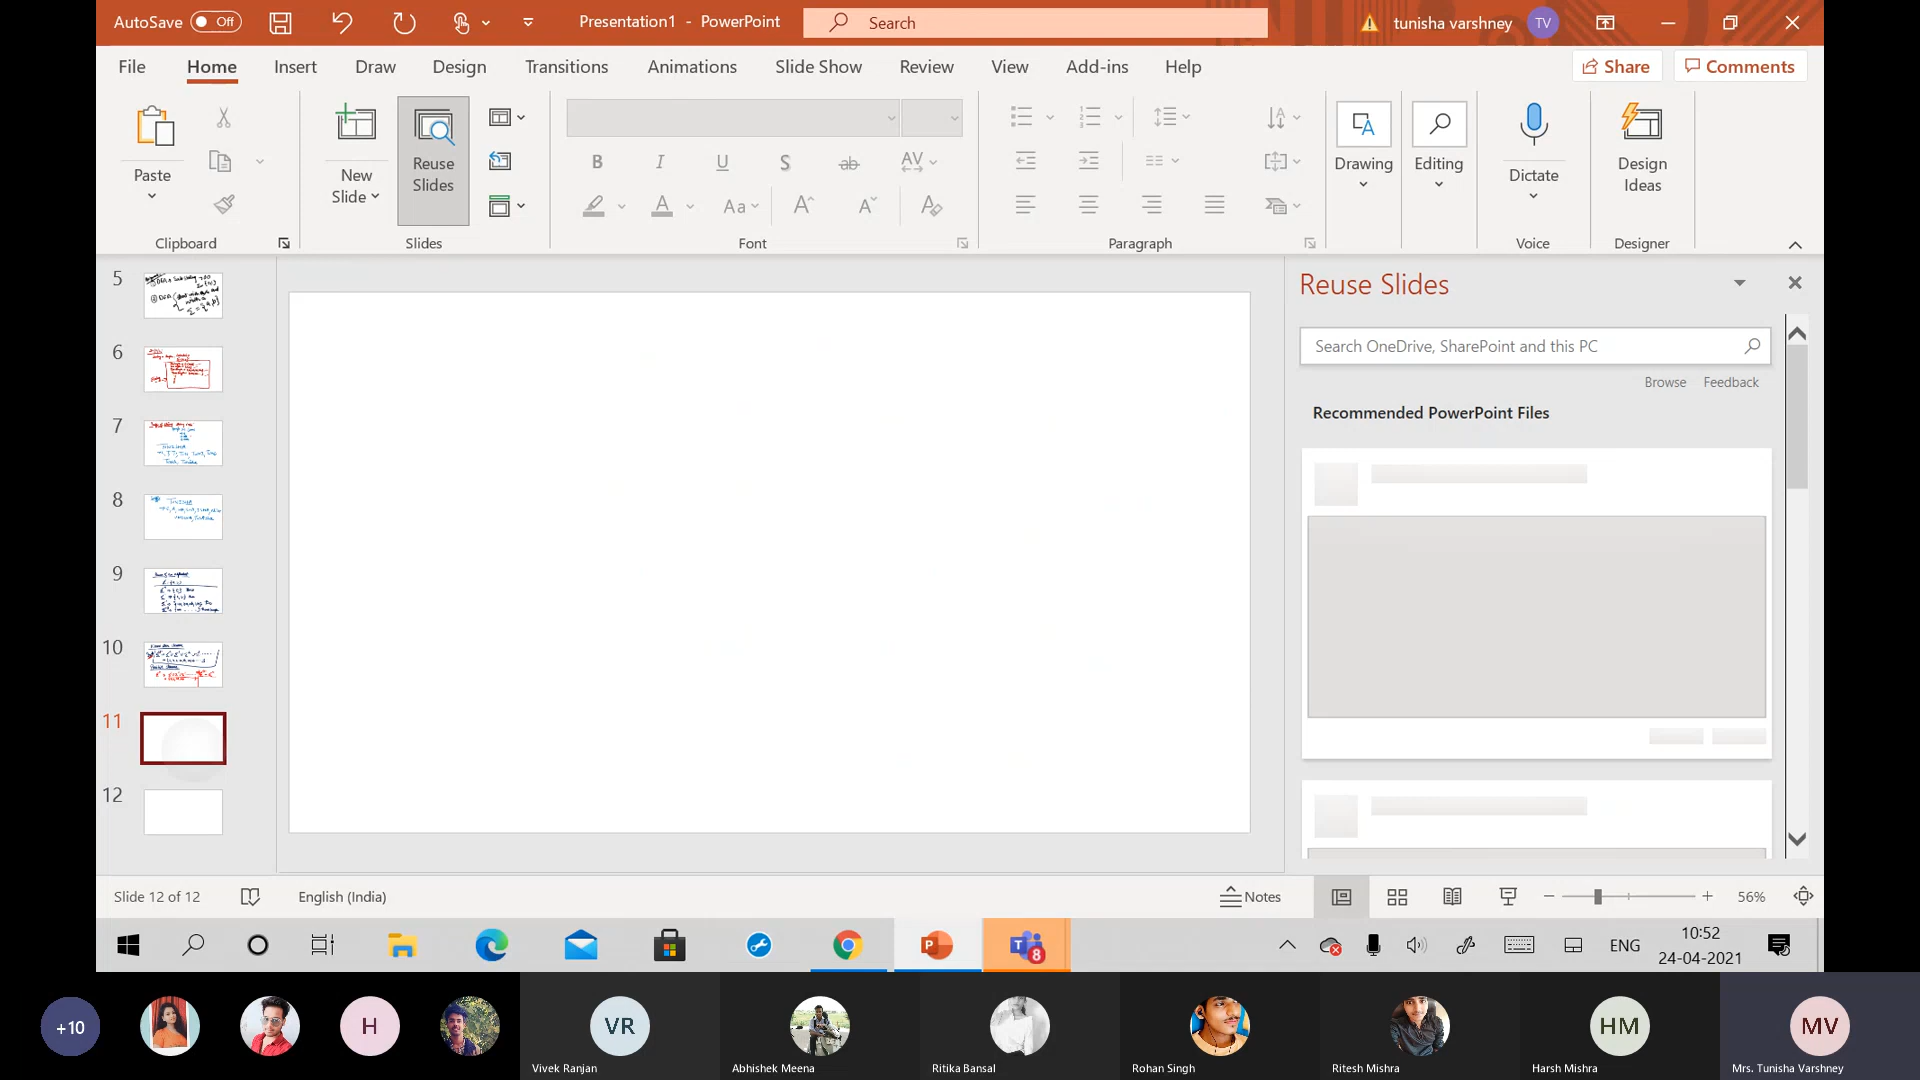 AutoSave Off Presentation1 - PowerPoint Search tunisha varshney TV
File Home Insert Draw Design Transitions Animations Slide Show Review View Add-ins Help Share Comments
Paste
New Slide
Reuse Slides
B I U S ab AV
A Aa A A A
Drawing
Editing
Dictate
Design Ideas
Clipboard Slides Font Paragraph Voice Designer
5
6
7
8
9
10
11
12
Reuse Slides
Search OneDrive, SharePoint and this PC
Browse Feedback
Recommended PowerPoint Files
Slide 12 of 12 English (India) Notes 56%
ENG 10:52
24-04-2021
8
+10 H VR HM MV
Vivek Ranjan Abhishek Meena Ritika Bansal Rohan Singh Ritesh Mishra Harsh Mishra Mrs. Tunisha Varshney